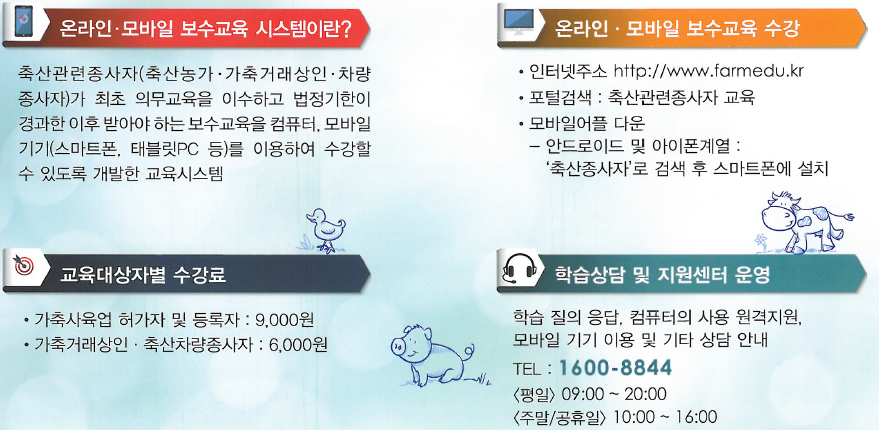 온라인·모바일 보수교육 시스템이란?
축산관련종사자(축산농가·가축거래상인·차량
종사자)가 최초 의무교육을 이수하고 법정기한이
경과한 이후 받아야 하는 보수교육을 컴퓨터, 모바일
기기(스마트폰, 태블릿PC 등)를 이용하여 수강할
수 있도록 개발한 교육시스템
온라인 · 모바일 보수교육 수강
• 인터넷주소 http://www.farmedu.kr
• 포털검색 : 축산관련종사자 교육
• 모바일어플 다운
– 안드로이드 및 아이폰계열 :
‘축산종사자’로 검색 후 스마트폰에 설치
교육대상자별 수강료
• 가축사육업 허가자 및 등록자 : 9,000원
• 가축거래상인 · 축산차량종사자 : 6,000원
학습상담 및 지원센터 운영
학습 질의 응답, 컴퓨터의 사용 원격지원,
모바일 기기 이용 및 기타 상담 안내
TEL : 1600-8844
〈평일〉 09:00 ~ 20:00
〈주말/공휴일〉 10:00 ~ 16:00